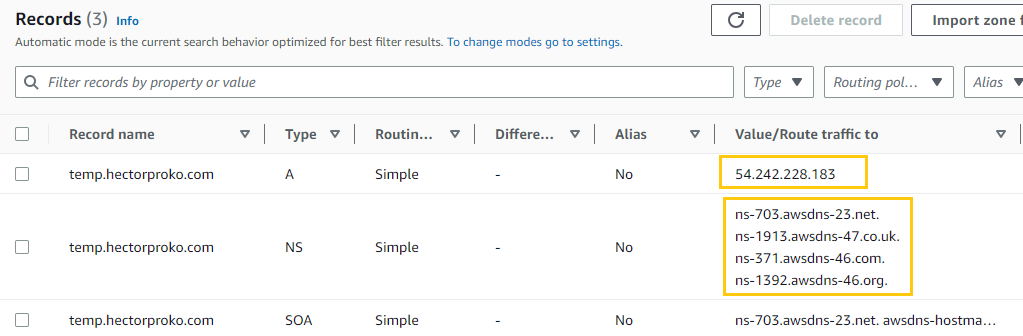 Records (3) Info
Delete record
Import zone f
Automatic mode is the current search behavior optimized for best filter results. To change modes go to settings.
Filter records by property or value
Type
Routing pol...
Alias
Record name Type Routin... Differe... Alias Value/Route traffic to
temp.hectorproko.com A Simple - No 54.242.228.183
temp.hectorproko.com NS Simple - No
ns-703.awsdns-23.net.
ns-1913.awsdns-47.co.uk.
ns-371.awsdns-46.com.
ns-1392.awsdns-46.org.
temp.hectorproko.com SOA Simple - No ns-703.awsdns-23.net. awsdns-hostma...